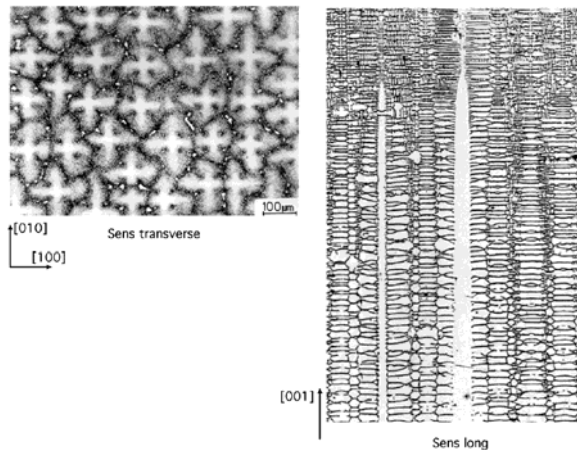 100µm
[010]
[100]
Sens transverse
[001]
Sens long